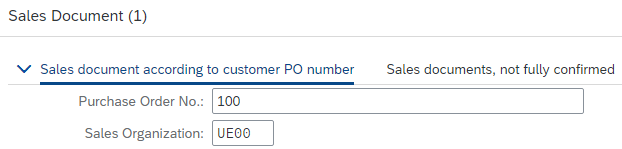 Sales Document (1)
Sales document according to customer PO number Sales documents, not fully confirmed
Purchase Order No.: 100
Sales Organization: UE00